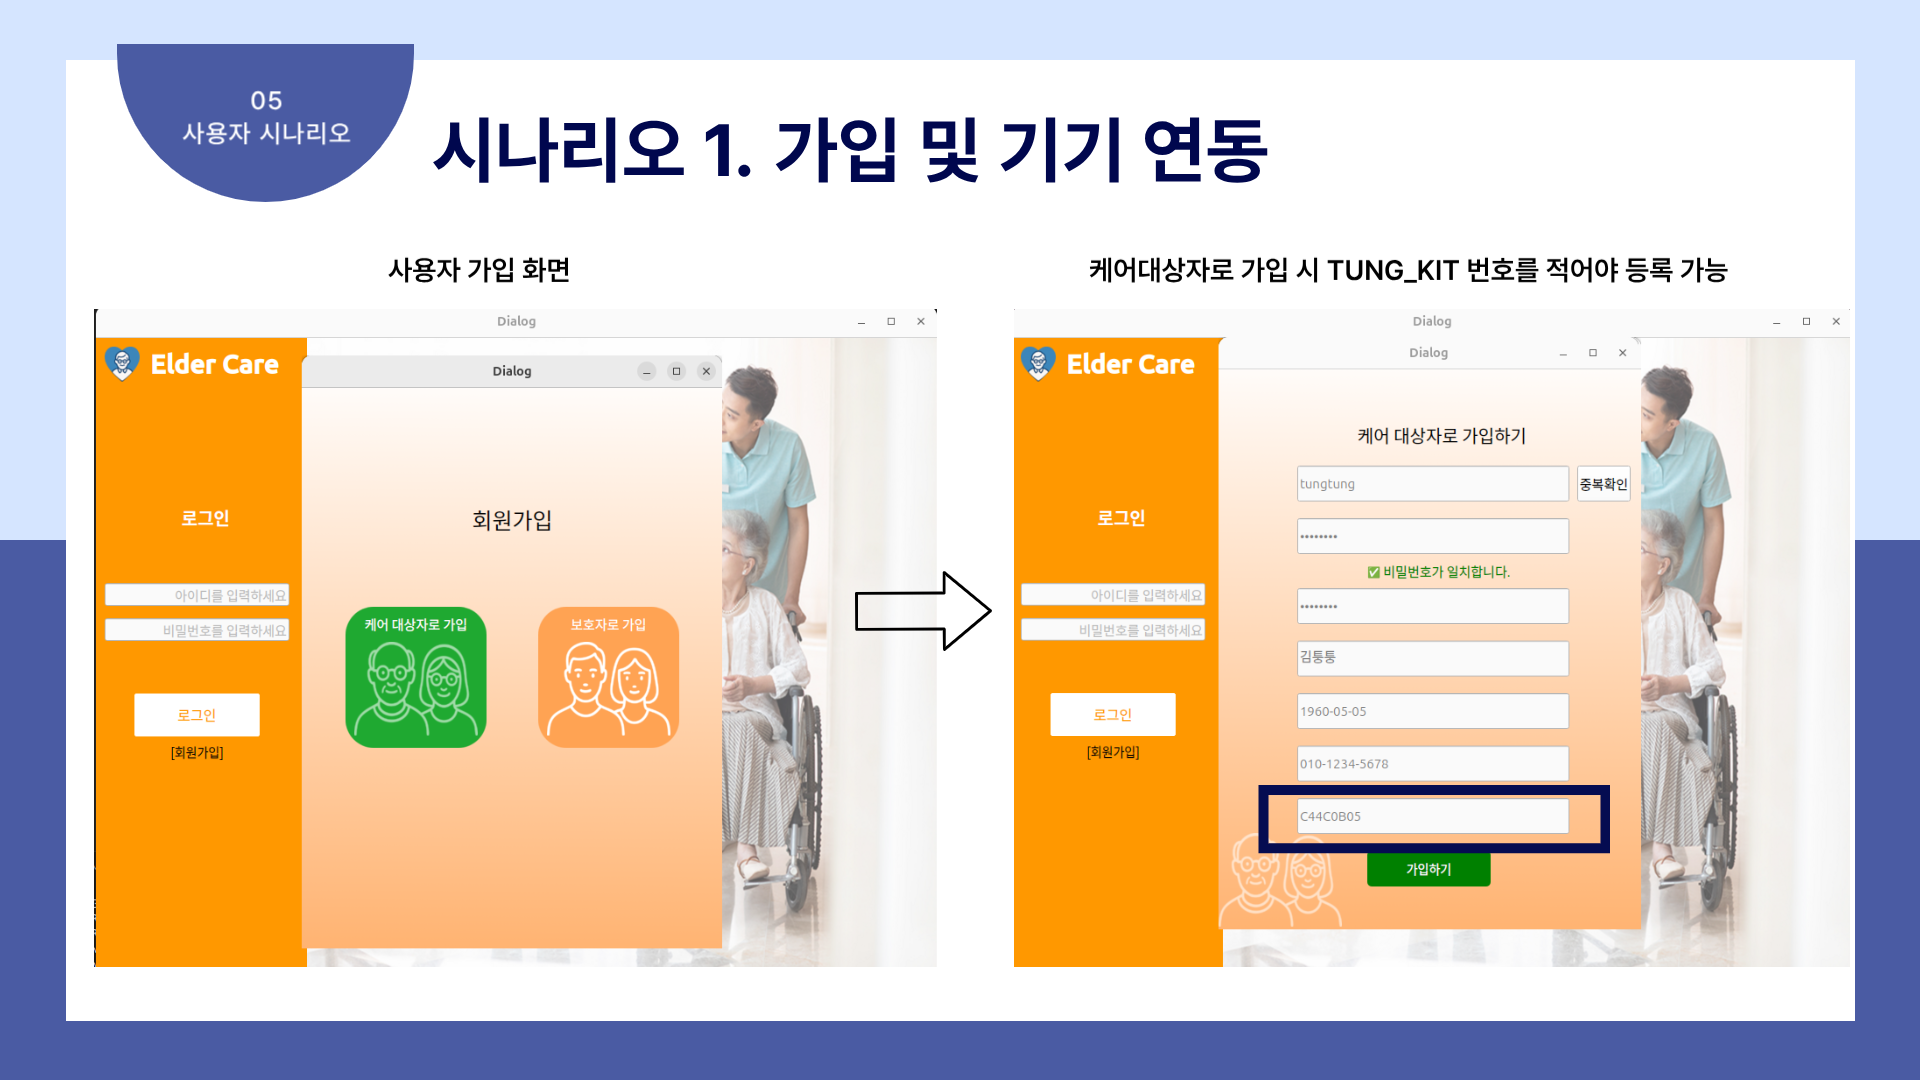 05
사용자 시나리오
시나리오 1. 가입 및 기기 연동
사용자 가입 화면
Dialog
Elder Care
Dialog
로그인
회원가입
아이디를 입력하세요
비밀번호를 입력하세요
케어 대상자로 가입
보호자로 가입
로그인
[회원가입]
케어대상자로 가입 시 TUNG_KIT 번호를 적어야 등록 가능
Dialog
Elder Care
Dialog
로그인
아이디를 입력하세요
비밀번호를 입력하세요
로그인
[회원가입]
케어 대상자로 가입하기
tungtung
중복확인
••••••••
✅ 비밀번호가 일치합니다.
••••••••
김퉁퉁
1960-05-05
010-1234-5678
C44C0B05
가입하기